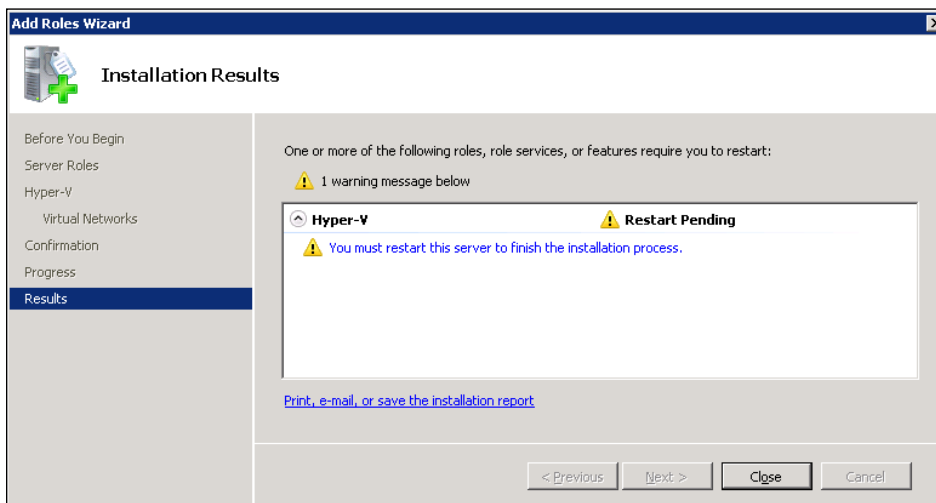 Add Roles Wizard
Installation Results
Before You Begin
Server Roles
Hyper-V
Virtual Networks
Confirmation
Progress
Results
One or more of the following roles, role services, or features require you to restart:
1 warning message below
Hyper-V Restart Pending
You must restart this server to finish the installation process.
Print, e-mail, or save the installation report
< Previous Next > Close Cancel